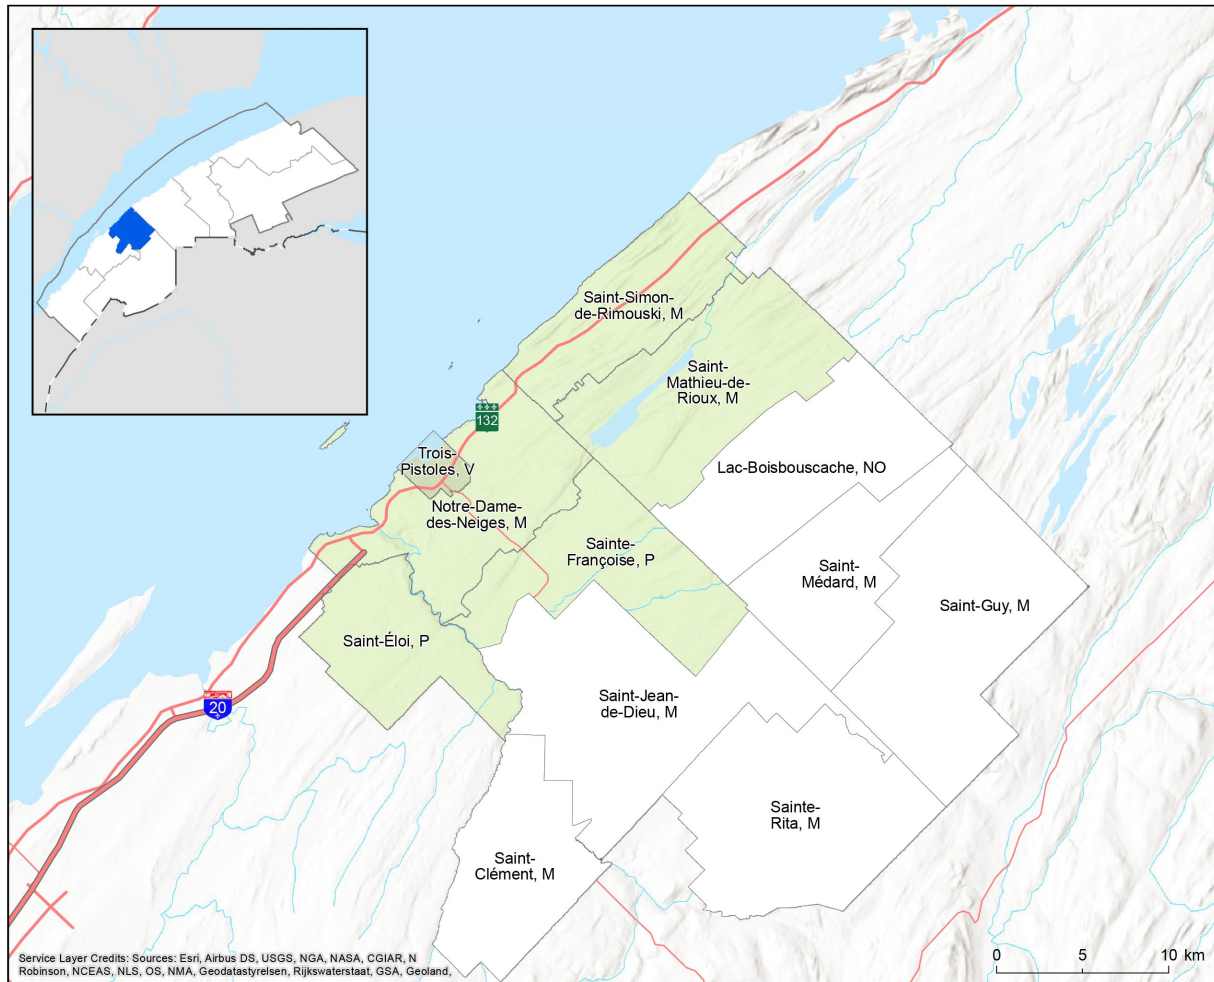 Saint-Simon-
de-Rimouski, M
Saint-
Mathieu-de-
Rioux, M
132
Trois-
Pistoles, V
Lac-Boisbouscache, NO
Notre-Dame-
des-Neiges, M
Sainte-
Françoise, P
Saint-
Médard, M
Saint-Guy, M
Saint-Éloi, P
20
Saint-Jean-
de-Dieu, M
Sainte-
Rita, M
Saint-
Clément, M
Service Layer Credits: Sources: Esri, Airbus DS, USGS, NGA, NASA, CGIAR, N
Robinson, NCEAS, NLS, OS, NMA, Geodatastyrelsen, Rijkswaterstaat, GSA, Geoland,
0 5 10 km